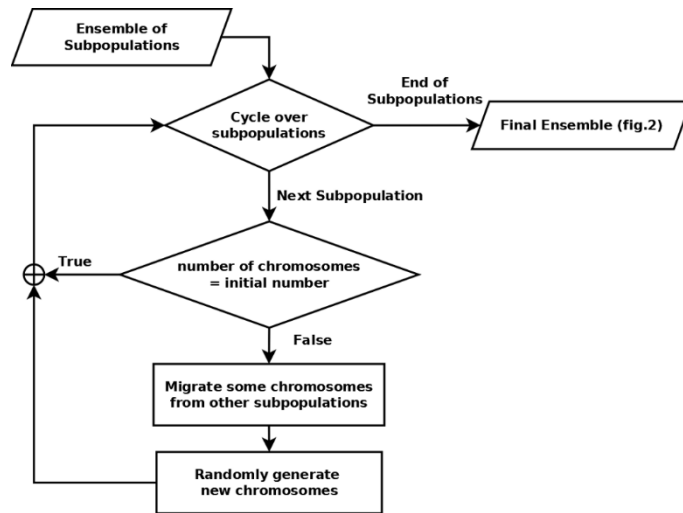 Ensemble of
Subpopulations
End of
Subpopulations
Cycle over
subpopulations
Final Ensemble (fig.2)
Next Subpopulation
True
number of chromosomes
= initial number
False
Migrate some chromosomes
from other subpopulations
Randomly generate
new chromosomes